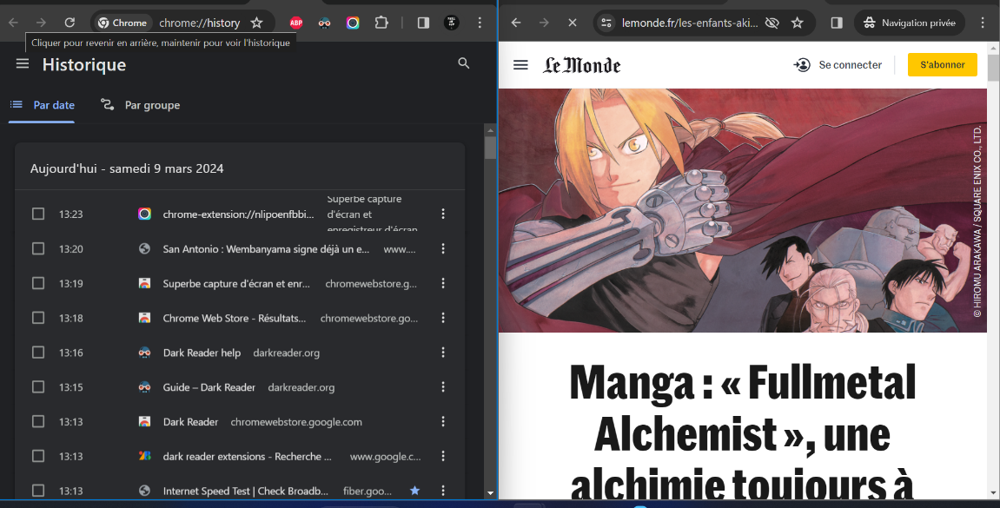 Chrome
chrome://history
ABP
Cliquer pour revenir en arrière, maintenir pour voir l'historique
Historique
Par date
Par groupe
Aujourd'hui - samedi 9 mars 2024
13:23 chrome-extension://nlipoenfbbi... Superbe capture
d'écran et
enregistreur d'écran
13:20 San Antonio : Wembanyama signe déjà un e... www....
13:19 Superbe capture d'écran et enr... chromewebstore.g...
13:18 Chrome Web Store - Résultats... chromewebstore.go...
13:16 Dark Reader help darkreader.org
13:15 Guide – Dark Reader darkreader.org
13:13 Dark Reader chromewebstore.google.com
13:13 dark reader extensions - Recherche ... www.google.c...
13:13 Internet Speed Test | Check Broadb... fiber.goo...
lemonde.fr/les-enfants-aki...
Navigation privée
Le Monde
Se connecter
S'abonner
© HIROMU ARAKAWA / SQUARE ENIX CO., LTD.
Manga : « Fullmetal
Alchemist », une
alchimie toujours à